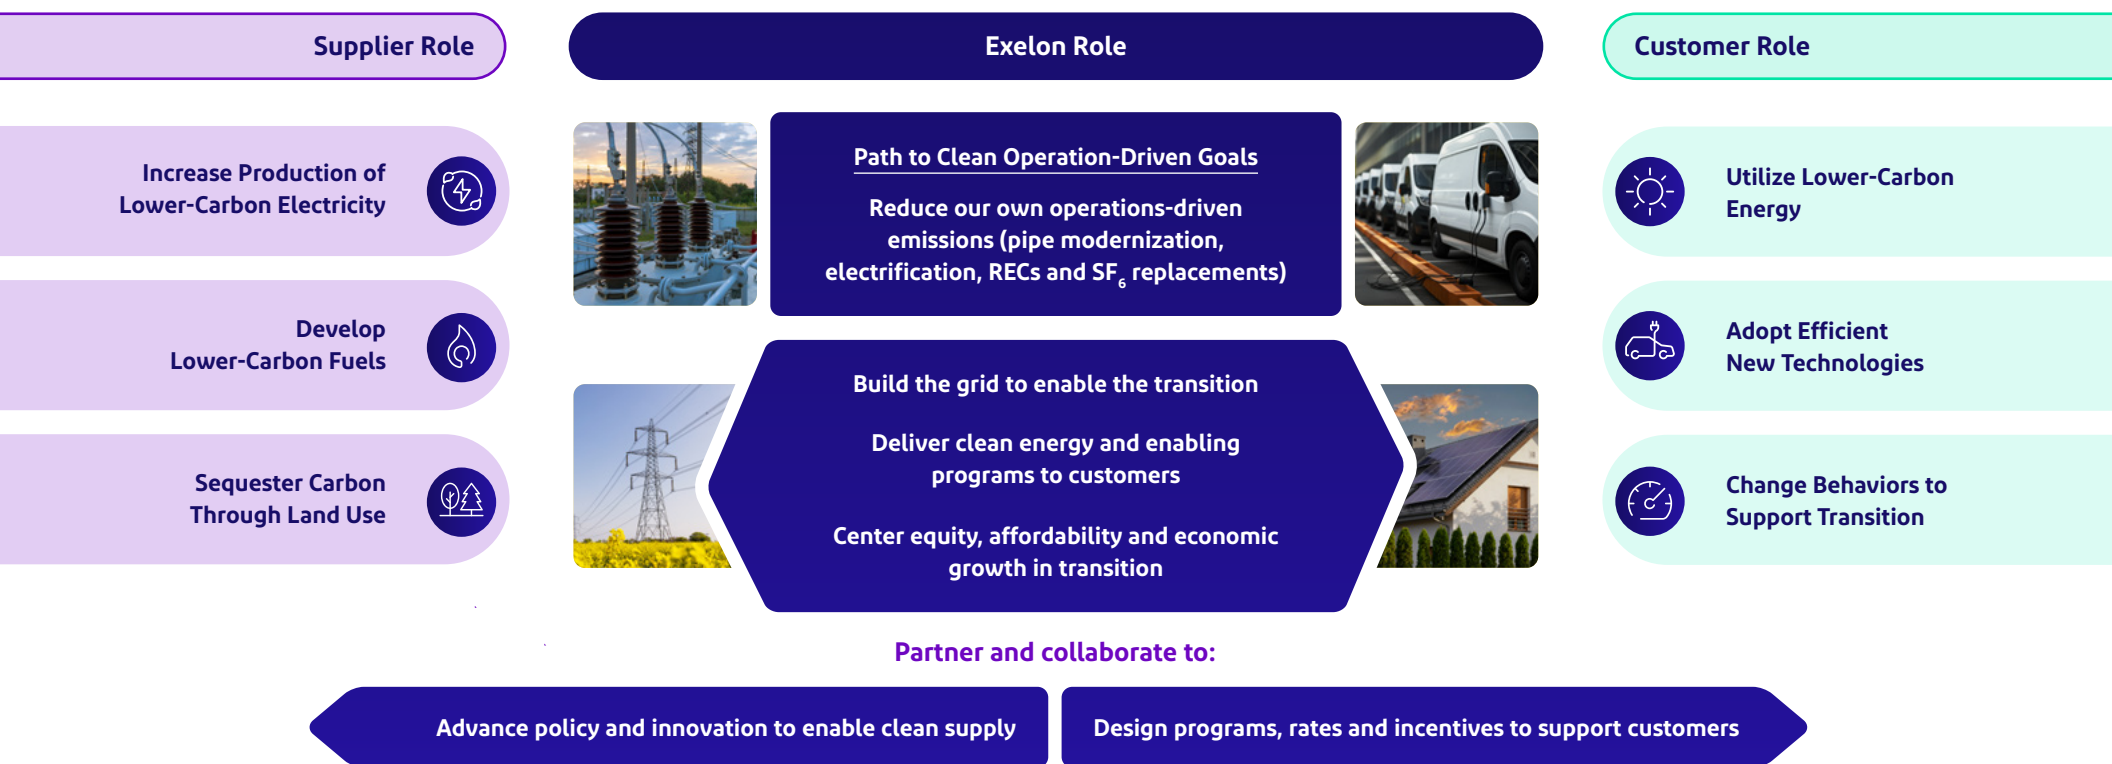 Supplier Role
Exelon Role
Customer Role
Increase Production of
Lower-Carbon Electricity
Develop
Lower-Carbon Fuels
Sequester Carbon
Through Land Use
Path to Clean Operation-Driven Goals
Reduce our own operations-driven
emissions (pipe modernization,
electrification, RECs and SF₆ replacements)
Build the grid to enable the transition
Deliver clean energy and enabling
programs to customers
Center equity, affordability and economic
growth in transition
Utilize Lower-Carbon
Energy
Adopt Efficient
New Technologies
Change Behaviors to
Support Transition
Partner and collaborate to:
Advance policy and innovation to enable clean supply
Design programs, rates and incentives to support customers